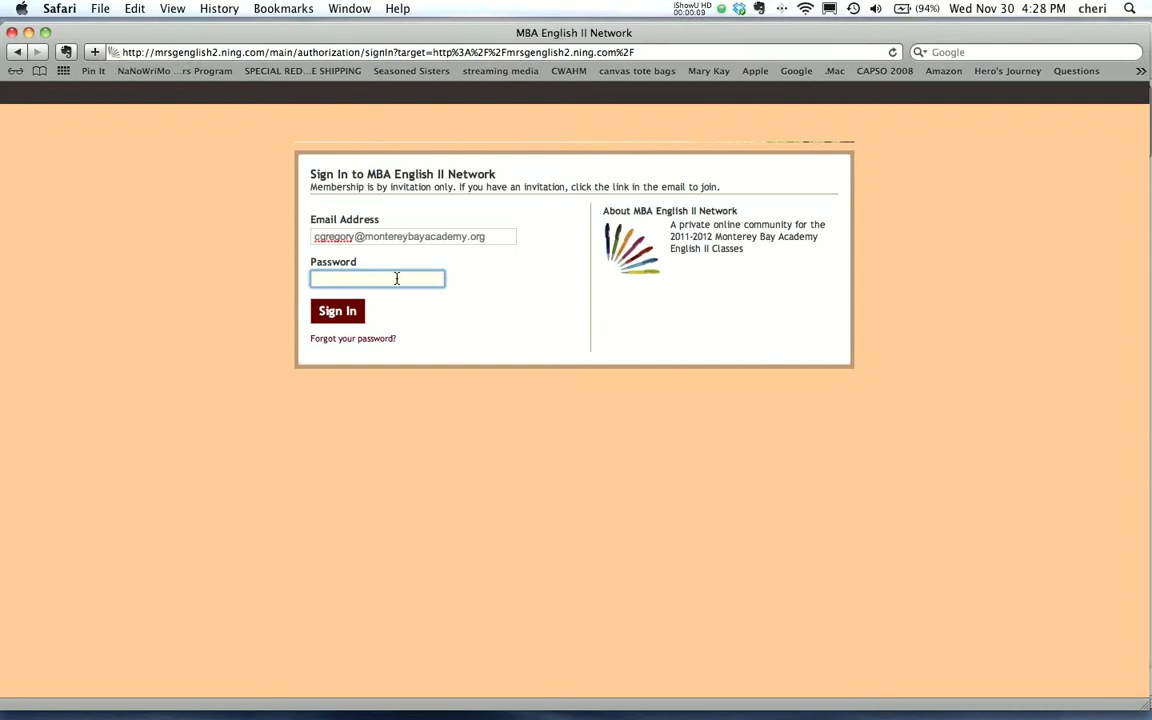 Safari File Edit View History Bookmarks Window Help iShowU HD 00:00:09 (94%) Wed Nov 30 4:28 PM cheri
MBA English II Network
http://mrsgenglish2.ning.com/main/authorization/signIn?target=http%3A%2F%2Fmrsgenglish2.ning.com%2F Google
Pin It NaNoWriMo ...rs Program SPECIAL RED...E SHIPPING Seasoned Sisters streaming media CWAHM canvas tote bags Mary Kay Apple Google .Mac CAPSO 2008 Amazon Hero's Journey Questions »
Sign In to MBA English II Network
Membership is by invitation only. If you have an invitation, click the link in the email to join.
Email Address
cgregory@montereybayacademy.org
Password
Sign In
Forgot your password?
About MBA English II Network
A private online community for the
2011-2012 Monterey Bay Academy
English II Classes